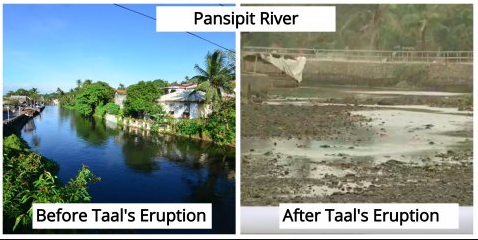 Pansipit River
Before Taal's Eruption
After Taal's Eruption